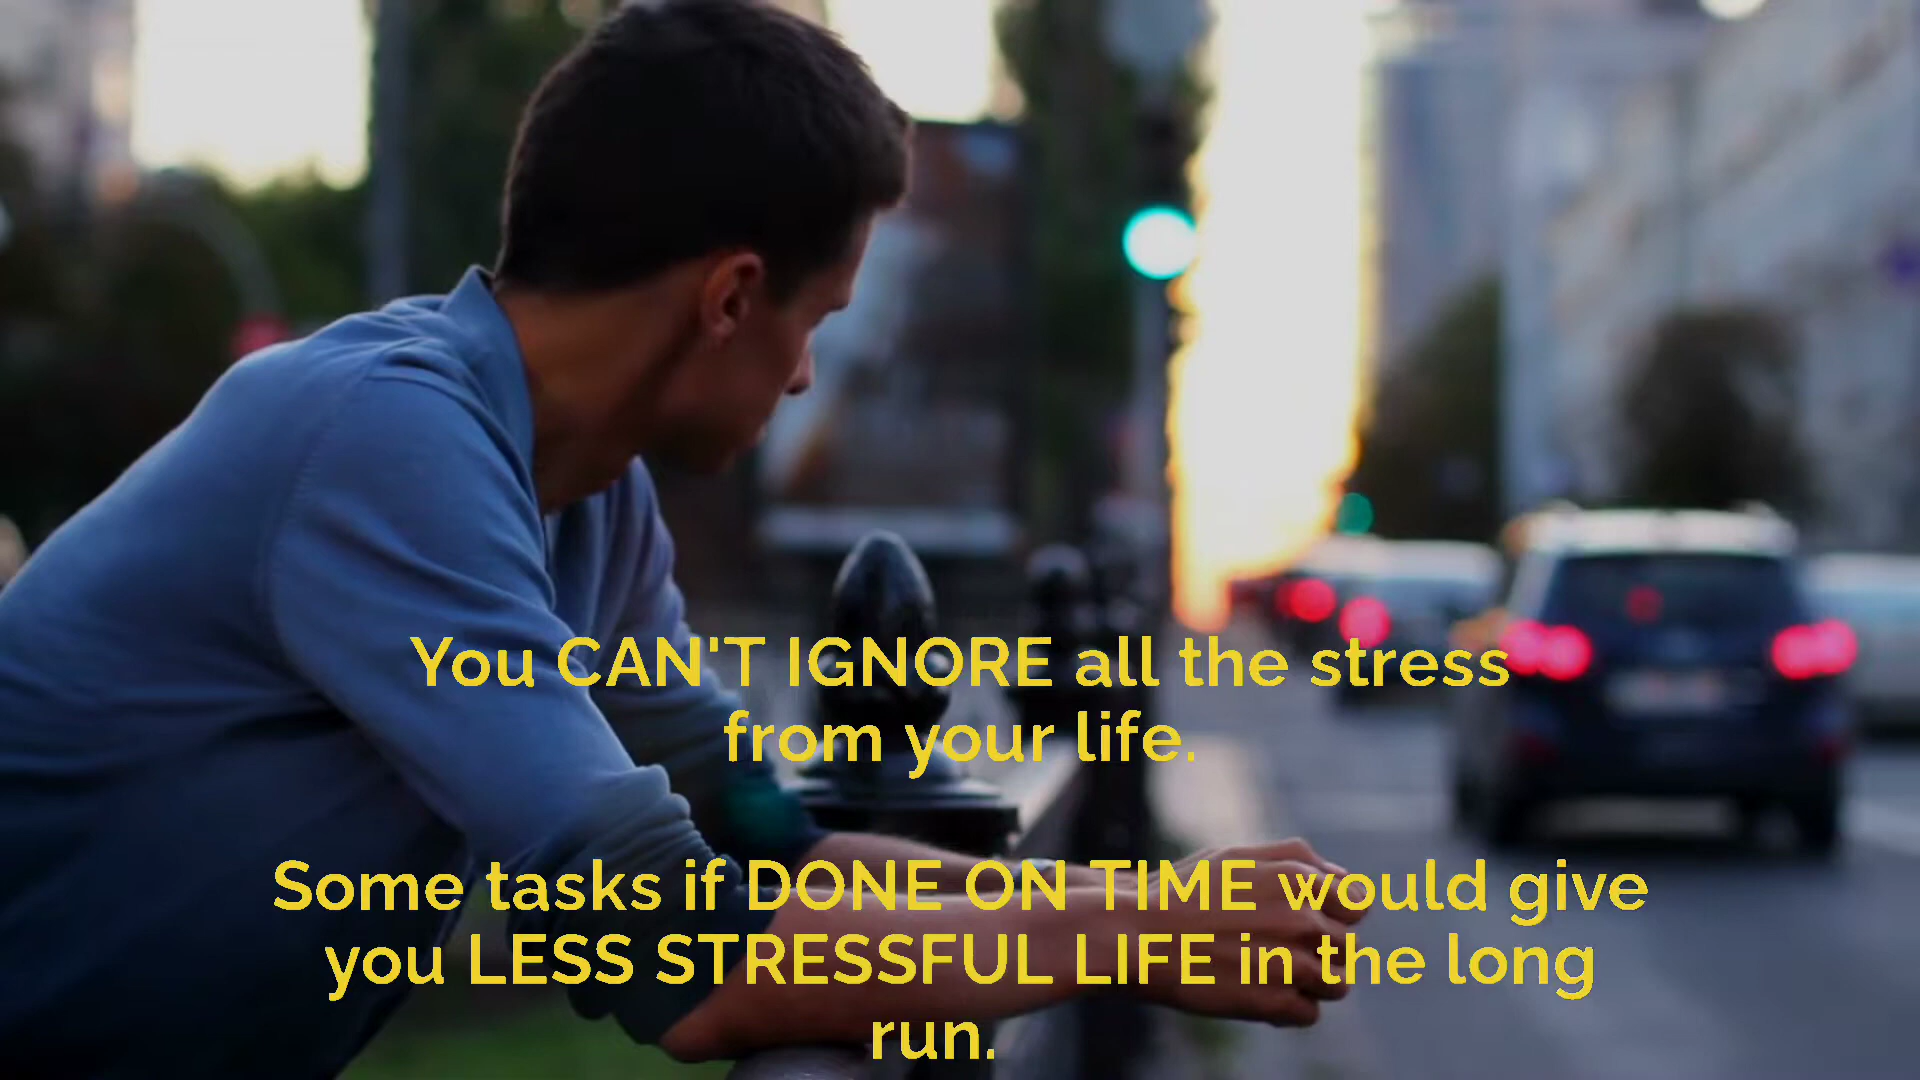 You CAN'T IGNORE all the stress
from your life.
Some tasks if DONE ON TIME would give
you LESS STRESSFUL LIFE in the long
run.